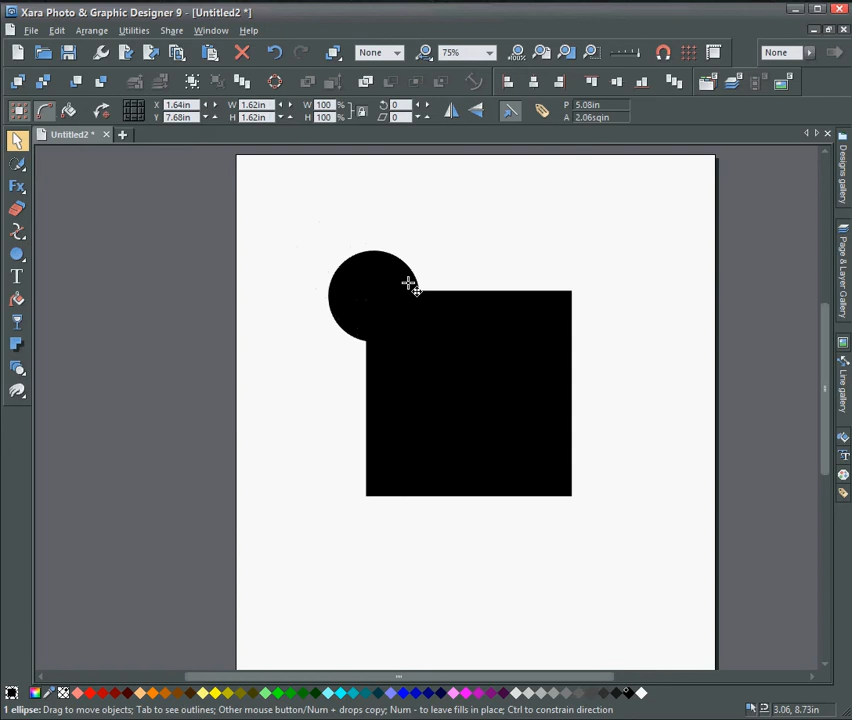 Xara Photo & Graphic Designer 9 - [Untitled2 *]
File Edit Arrange Utilities Share Window Help
None 75% None
X 1.64in W 1.62in W 100 % 0 P 5.08in
Y 7.68in H 1.62in H 100 % 0 A 2.06sqin
Untitled2 *
Designs gallery
Page & Layer Gallery
Line gallery
1 ellipse: Drag to move objects; Tab to see outlines; Other mouse button/Num + drops copy; Num - to leave fills in place; Ctrl to constrain direction 3.06, 8.73in